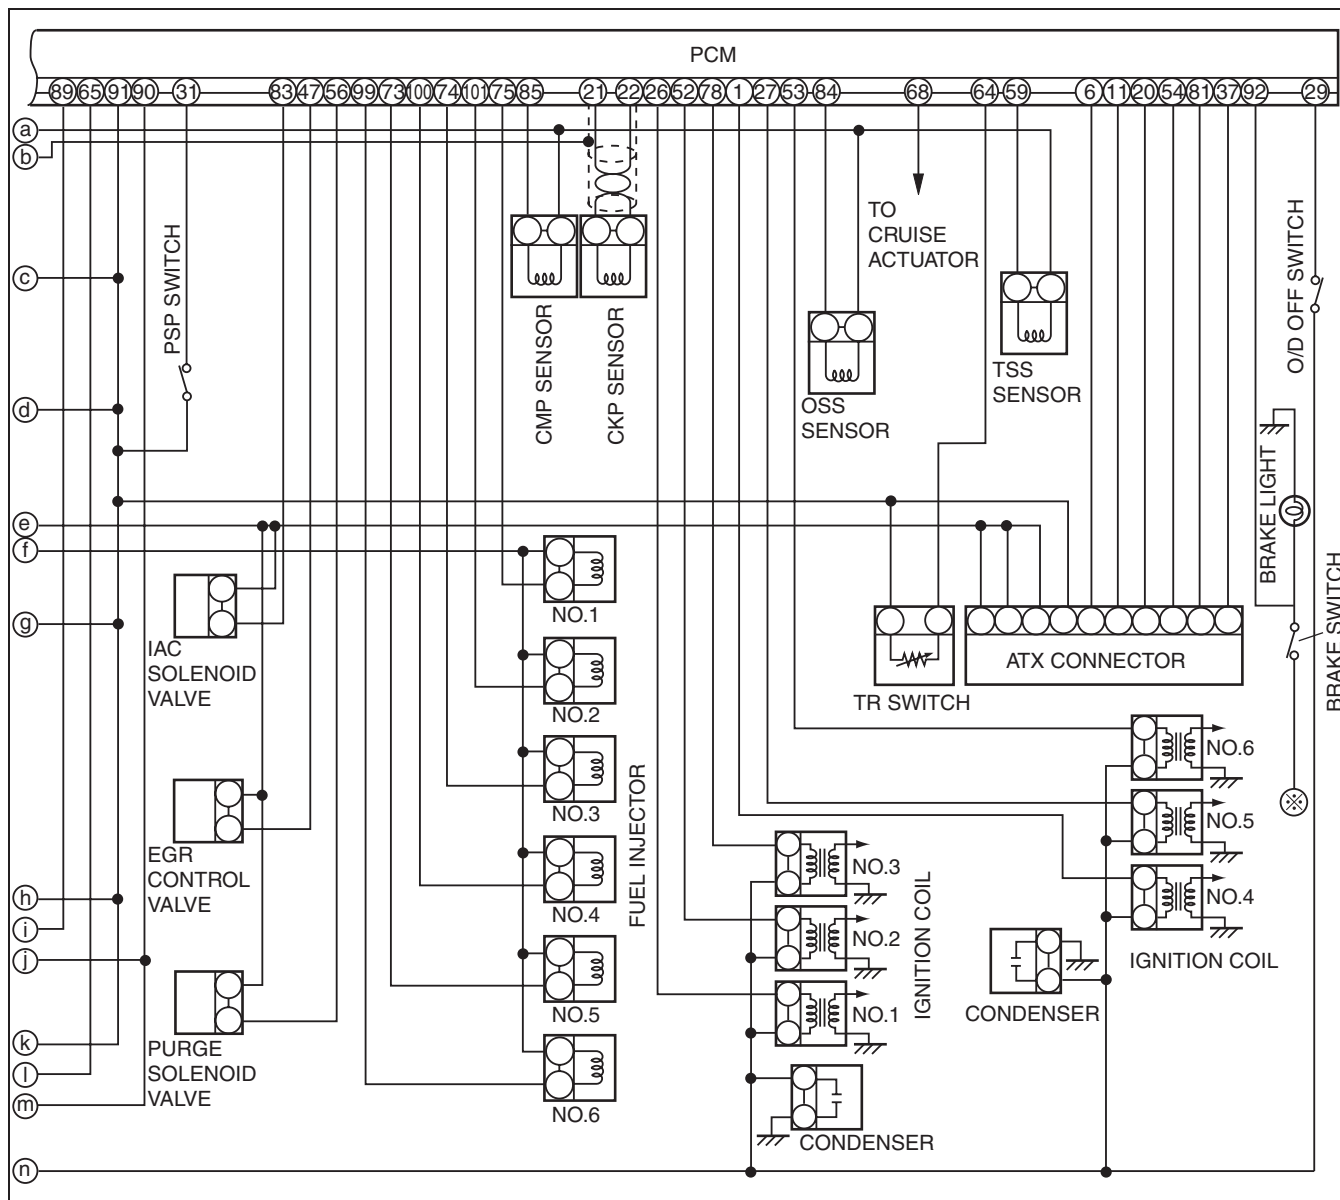 PCM
89 65 91 90 31 83 47 56 99 73 100 74 101 75 85 21 22 26 52 78 1 27 53 84 68 64 59 6 11 20 54 81 37 92 29
a
b
c
d
e
f
g
h
i
j
k
l
m
n
PSP SWITCH
CMP SENSOR
CKP SENSOR
TO
CRUISE
ACTUATOR
OSS
SENSOR
TSS
SENSOR
O/D OFF SWITCH
BRAKE LIGHT
BRAKE SWITCH
※
IAC
SOLENOID
VALVE
EGR
CONTROL
VALVE
PURGE
SOLENOID
VALVE
NO.1
NO.2
NO.3
NO.4
NO.5
NO.6
FUEL INJECTOR
TR SWITCH
ATX CONNECTOR
NO.3
NO.2
NO.1
IGNITION COIL
CONDENSER
NO.6
NO.5
NO.4
IGNITION COIL
CONDENSER